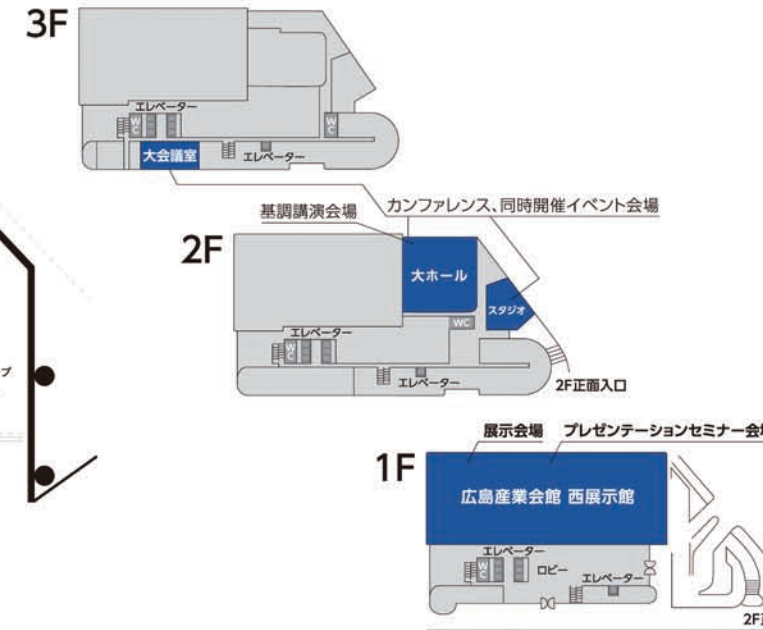 3F
エレベーター
WC
WC
大会議室
エレベーター
基調講演会場
カンファレンス、同時開催イベント会場
2F
大ホール
スタジオ
WC
エレベーター
WC
エレベーター
2F正面入口
プ
展示会場
プレゼンテーションセミナー会場
1F
広島産業会館 西展示館
エレベーター
WC
ロビー
エレベーター
2F